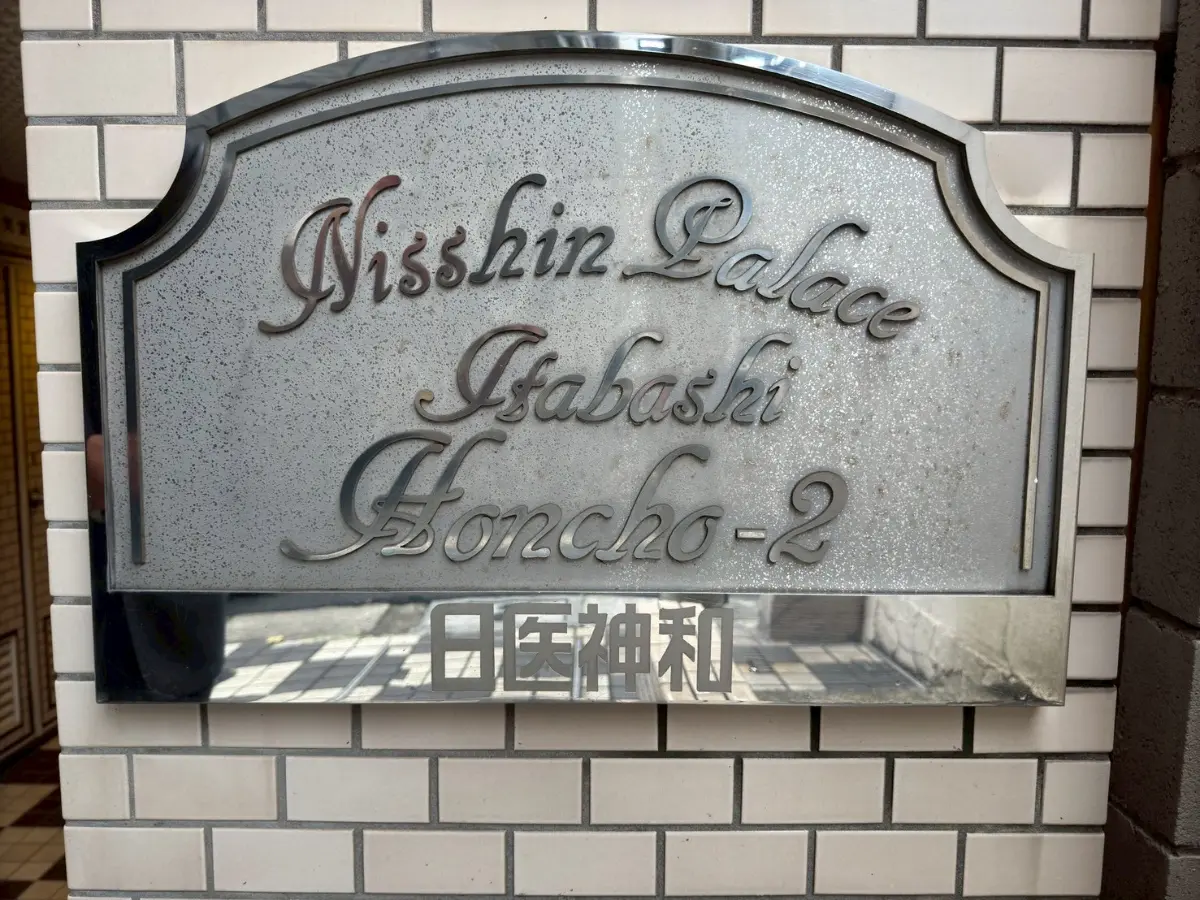 Nisshin Palace
Itabashi
Honcho-2
日医神和